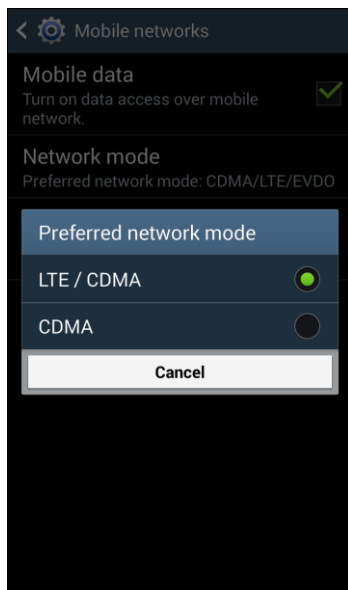 Mobile networks
Mobile data
Turn on data access over mobile
network.
Network mode
Preferred network mode: CDMA/LTE/EVDO
Preferred network mode
LTE / CDMA
CDMA
Cancel